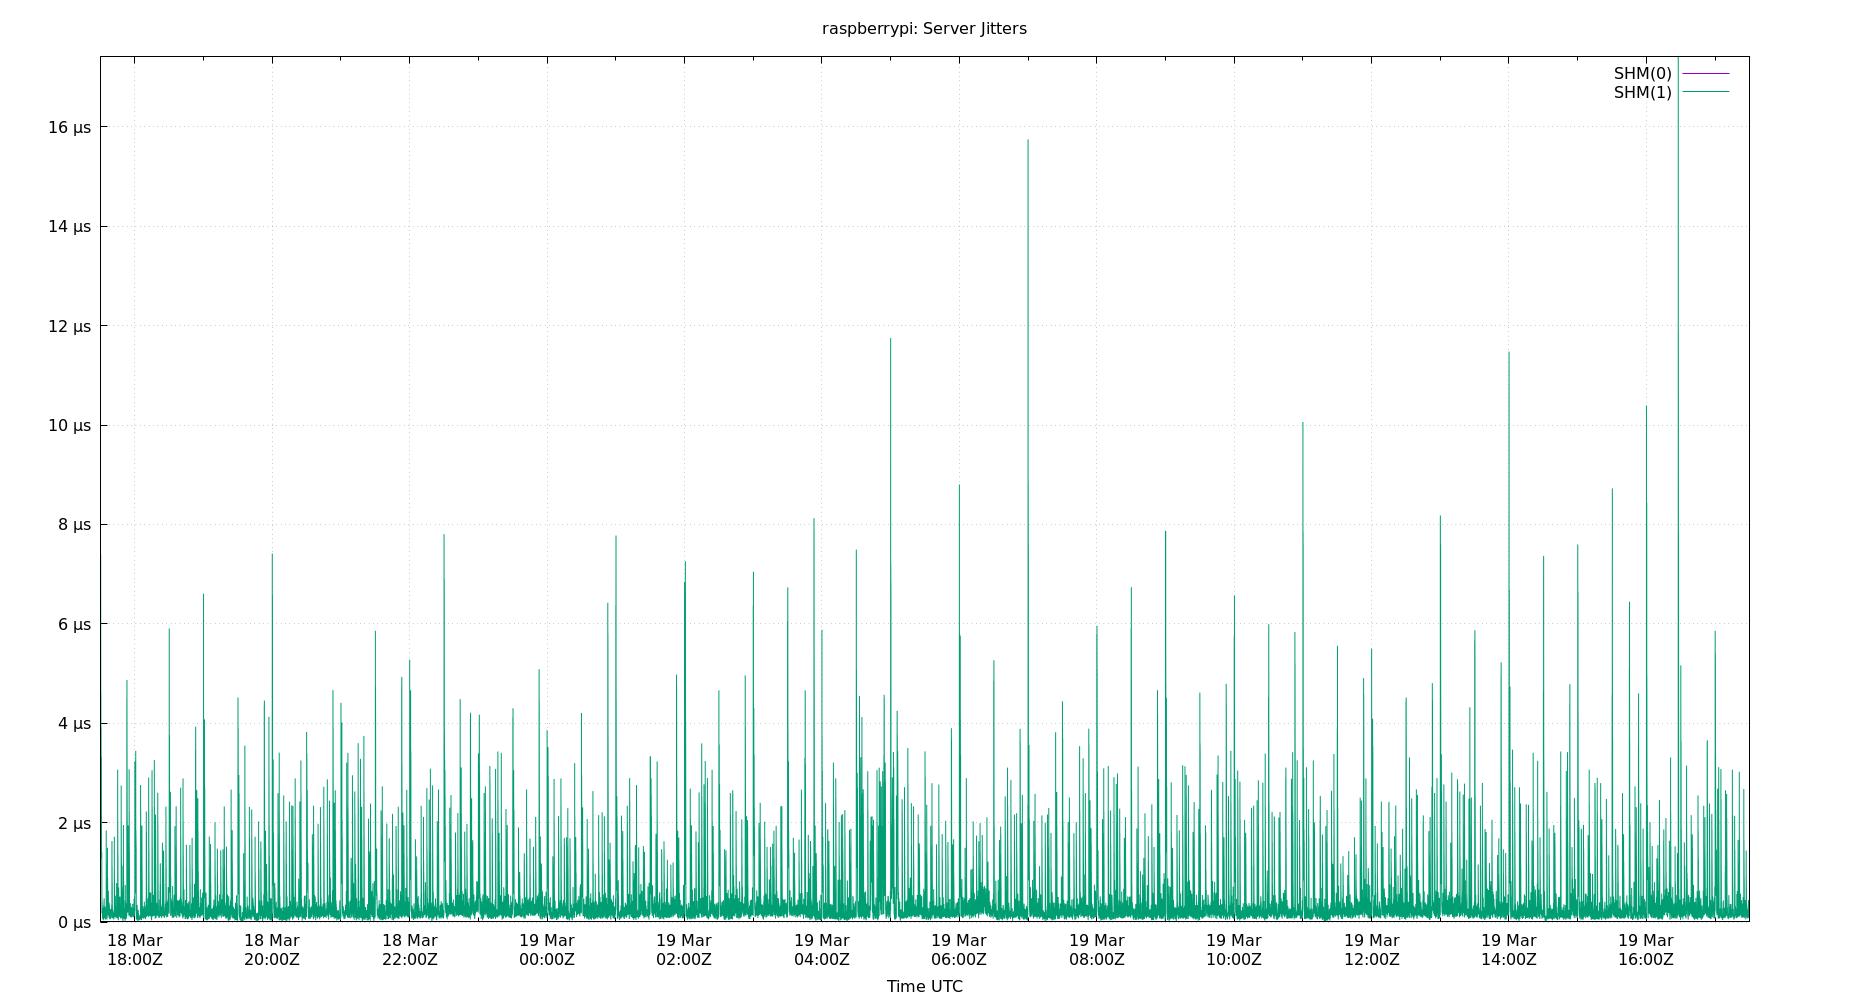 raspberrypi: Server Jitters
SHM(0)
SHM(1)
16 µs
14 µs
12 µs
10 µs
8 µs
6 µs
4 µs
2 µs
0 µs
18 Mar 18 Mar 18 Mar 19 Mar 19 Mar 19 Mar 19 Mar 19 Mar 19 Mar 19 Mar 19 Mar 19 Mar
18:00Z 20:00Z 22:00Z 00:00Z 02:00Z 04:00Z 06:00Z 08:00Z 10:00Z 12:00Z 14:00Z 16:00Z
Time UTC